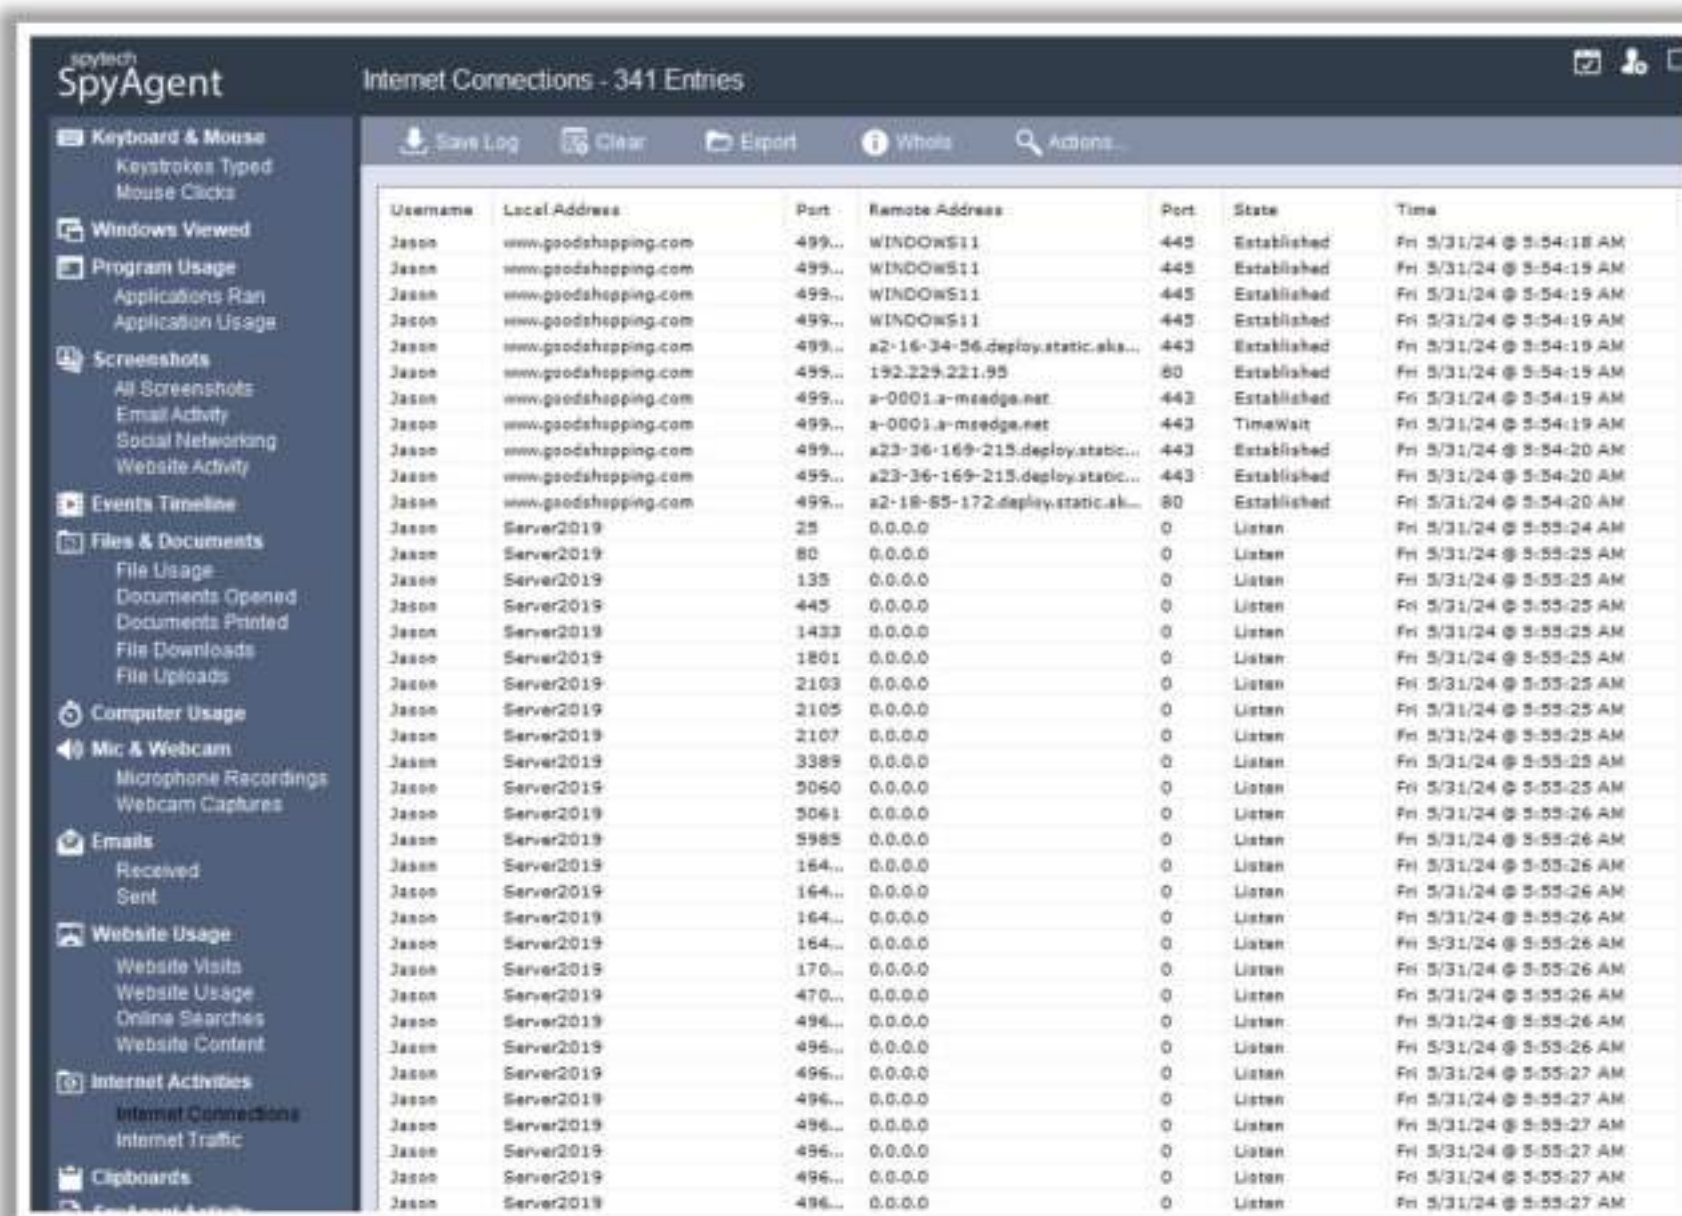 spytech
SpyAgent
Internet Connections - 341 Entries
Keyboard & Mouse
Keystrokes Typed
Mouse Clicks
Windows Viewed
Program Usage
Applications Ran
Application Usage
Screenshots
All Screenshots
Email Activity
Social Networking
Website Activity
Events Timeline
Files & Documents
File Usage
Documents Opened
Documents Printed
File Downloads
File Uploads
Computer Usage
Mic & Webcam
Microphone Recordings
Webcam Captures
Emails
Received
Sent
Website Usage
Website Visits
Website Usage
Online Searches
Website Content
Internet Activities
Internet Connections
Internet Traffic
Clipboards
SpyAgent Activity
Save Log Clear Export WhoIs Actions...
Username Local Address Port Remote Address Port State Time
Jason www.goodshopping.com 499... WINDOWS11 445 Established Fri 5/31/24 @ 5:54:18 AM
Jason www.goodshopping.com 499... WINDOWS11 445 Established Fri 5/31/24 @ 5:54:19 AM
Jason www.goodshopping.com 499... WINDOWS11 445 Established Fri 5/31/24 @ 5:54:19 AM
Jason www.goodshopping.com 499... WINDOWS11 445 Established Fri 5/31/24 @ 5:54:19 AM
Jason www.goodshopping.com 499... a2-16-34-56.deploy.static.aka... 443 Established Fri 5/31/24 @ 5:54:19 AM
Jason www.goodshopping.com 499... 192.229.221.95 80 Established Fri 5/31/24 @ 5:54:19 AM
Jason www.goodshopping.com 499... a-0001.a-msedge.net 443 Established Fri 5/31/24 @ 5:54:19 AM
Jason www.goodshopping.com 499... a-0001.a-msedge.net 443 TimeWait Fri 5/31/24 @ 5:54:19 AM
Jason www.goodshopping.com 499... a23-36-169-215.deploy.static... 443 Established Fri 5/31/24 @ 5:54:20 AM
Jason www.goodshopping.com 499... a23-36-169-215.deploy.static... 443 Established Fri 5/31/24 @ 5:54:20 AM
Jason www.goodshopping.com 499... a2-18-85-172.deploy.static.ak... 80 Established Fri 5/31/24 @ 5:54:20 AM
Jason Server2019 25 0.0.0.0 0 Listen Fri 5/31/24 @ 5:55:24 AM
Jason Server2019 80 0.0.0.0 0 Listen Fri 5/31/24 @ 5:55:25 AM
Jason Server2019 135 0.0.0.0 0 Listen Fri 5/31/24 @ 5:55:25 AM
Jason Server2019 445 0.0.0.0 0 Listen Fri 5/31/24 @ 5:55:25 AM
Jason Server2019 1433 0.0.0.0 0 Listen Fri 5/31/24 @ 5:55:25 AM
Jason Server2019 1801 0.0.0.0 0 Listen Fri 5/31/24 @ 5:55:25 AM
Jason Server2019 2103 0.0.0.0 0 Listen Fri 5/31/24 @ 5:55:25 AM
Jason Server2019 2105 0.0.0.0 0 Listen Fri 5/31/24 @ 5:55:25 AM
Jason Server2019 2107 0.0.0.0 0 Listen Fri 5/31/24 @ 5:55:25 AM
Jason Server2019 3389 0.0.0.0 0 Listen Fri 5/31/24 @ 5:55:25 AM
Jason Server2019 5060 0.0.0.0 0 Listen Fri 5/31/24 @ 5:55:25 AM
Jason Server2019 5061 0.0.0.0 0 Listen Fri 5/31/24 @ 5:55:26 AM
Jason Server2019 5985 0.0.0.0 0 Listen Fri 5/31/24 @ 5:55:26 AM
Jason Server2019 164... 0.0.0.0 0 Listen Fri 5/31/24 @ 5:55:26 AM
Jason Server2019 164... 0.0.0.0 0 Listen Fri 5/31/24 @ 5:55:26 AM
Jason Server2019 164... 0.0.0.0 0 Listen Fri 5/31/24 @ 5:55:26 AM
Jason Server2019 164... 0.0.0.0 0 Listen Fri 5/31/24 @ 5:55:26 AM
Jason Server2019 170... 0.0.0.0 0 Listen Fri 5/31/24 @ 5:55:26 AM
Jason Server2019 470... 0.0.0.0 0 Listen Fri 5/31/24 @ 5:55:26 AM
Jason Server2019 496... 0.0.0.0 0 Listen Fri 5/31/24 @ 5:55:26 AM
Jason Server2019 496... 0.0.0.0 0 Listen Fri 5/31/24 @ 5:55:26 AM
Jason Server2019 496... 0.0.0.0 0 Listen Fri 5/31/24 @ 5:55:27 AM
Jason Server2019 496... 0.0.0.0 0 Listen Fri 5/31/24 @ 5:55:27 AM
Jason Server2019 496... 0.0.0.0 0 Listen Fri 5/31/24 @ 5:55:27 AM
Jason Server2019 496... 0.0.0.0 0 Listen Fri 5/31/24 @ 5:55:27 AM
Jason Server2019 496... 0.0.0.0 0 Listen Fri 5/31/24 @ 5:55:27 AM
Jason Server2019 496... 0.0.0.0 0 Listen Fri 5/31/24 @ 5:55:27 AM